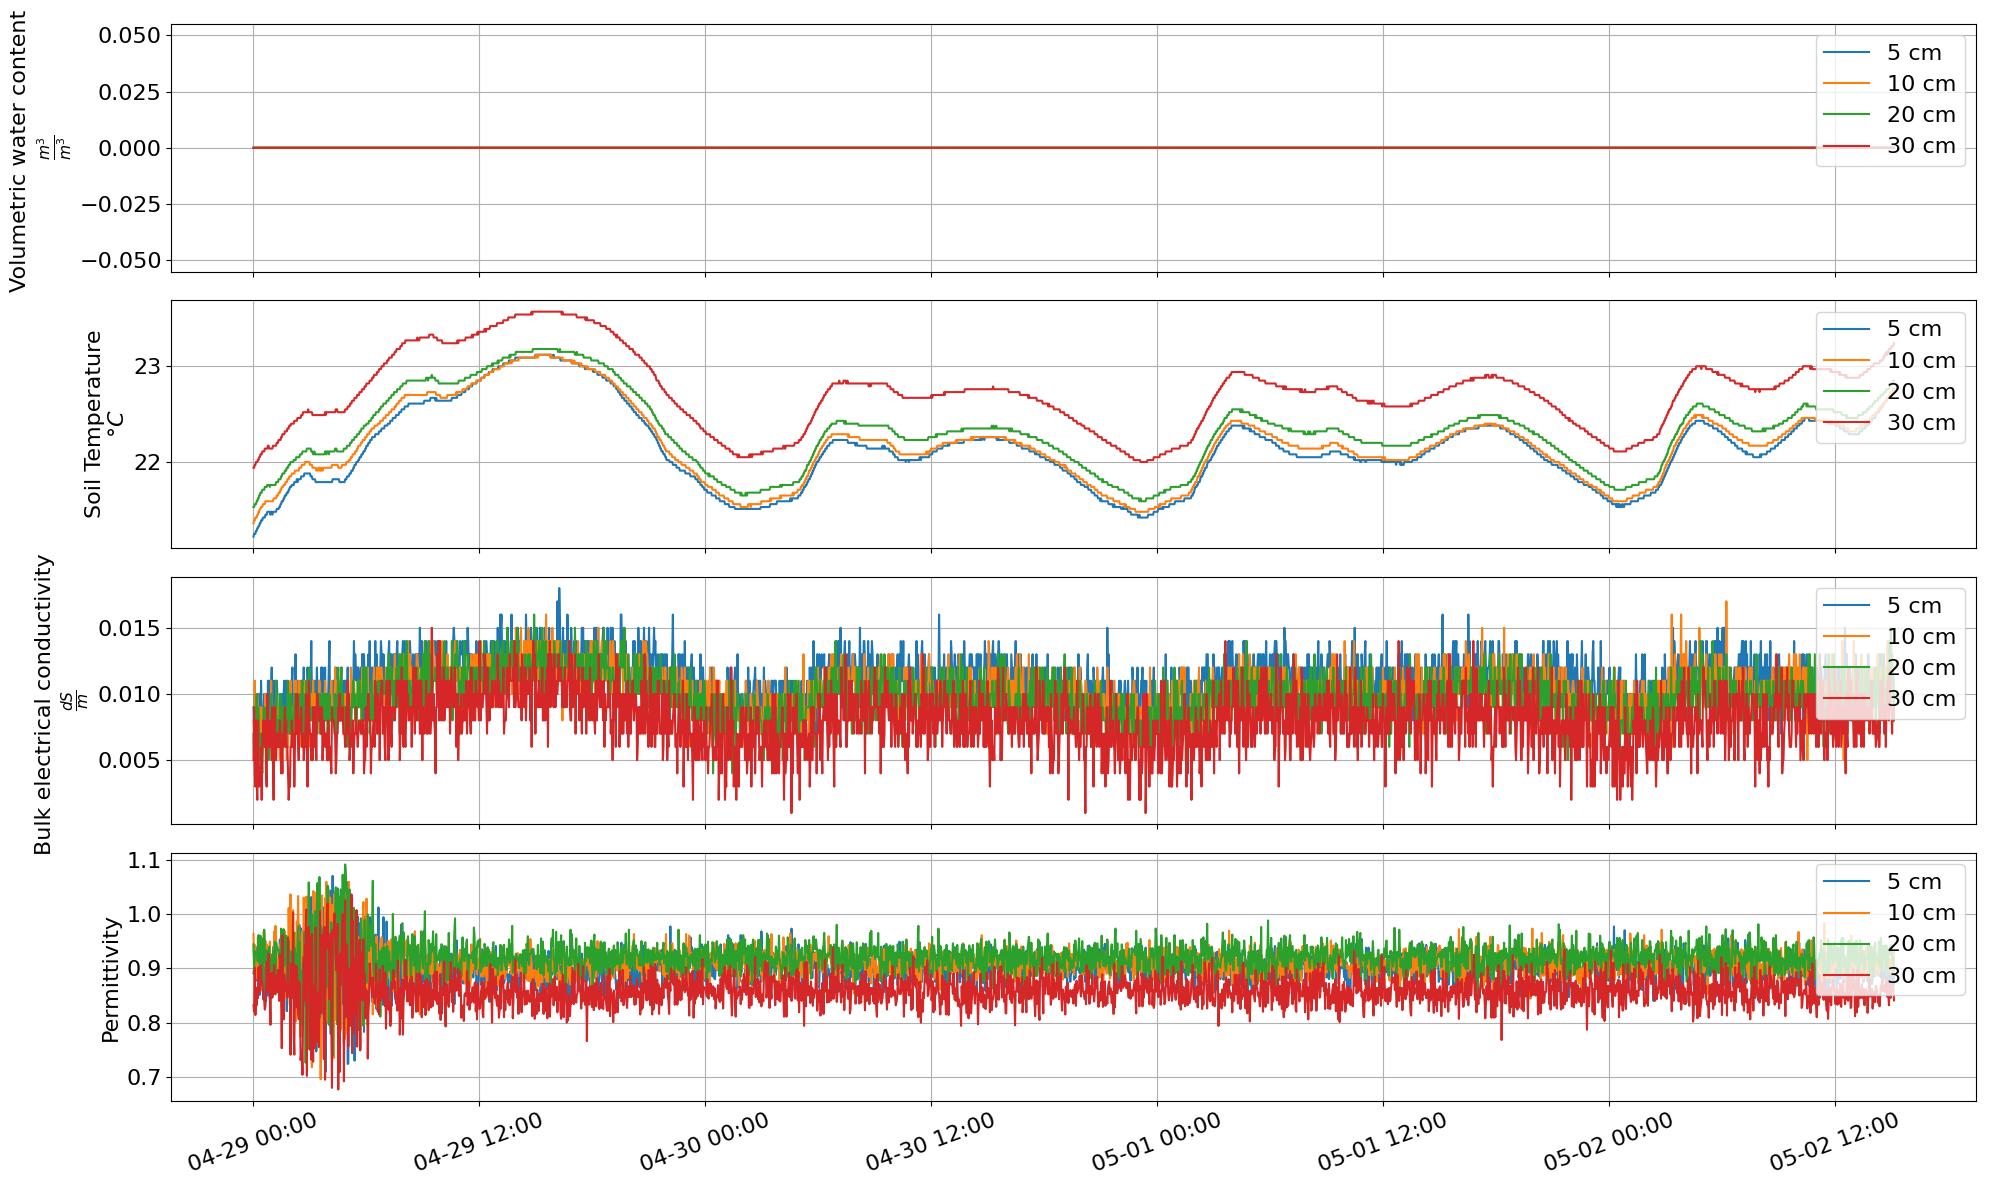 Volumetric water content
m³/m³
0.050
0.025
0.000
−0.025
−0.050
5 cm
10 cm
20 cm
30 cm
Soil Temperature
°C
23
22
5 cm
10 cm
20 cm
30 cm
Bulk electrical conductivity
dS/m
0.015
0.010
0.005
5 cm
10 cm
20 cm
30 cm
Permittivity
1.1
1.0
0.9
0.8
0.7
5 cm
10 cm
20 cm
30 cm
04-29 00:00
04-29 12:00
04-30 00:00
04-30 12:00
05-01 00:00
05-01 12:00
05-02 00:00
05-02 12:00